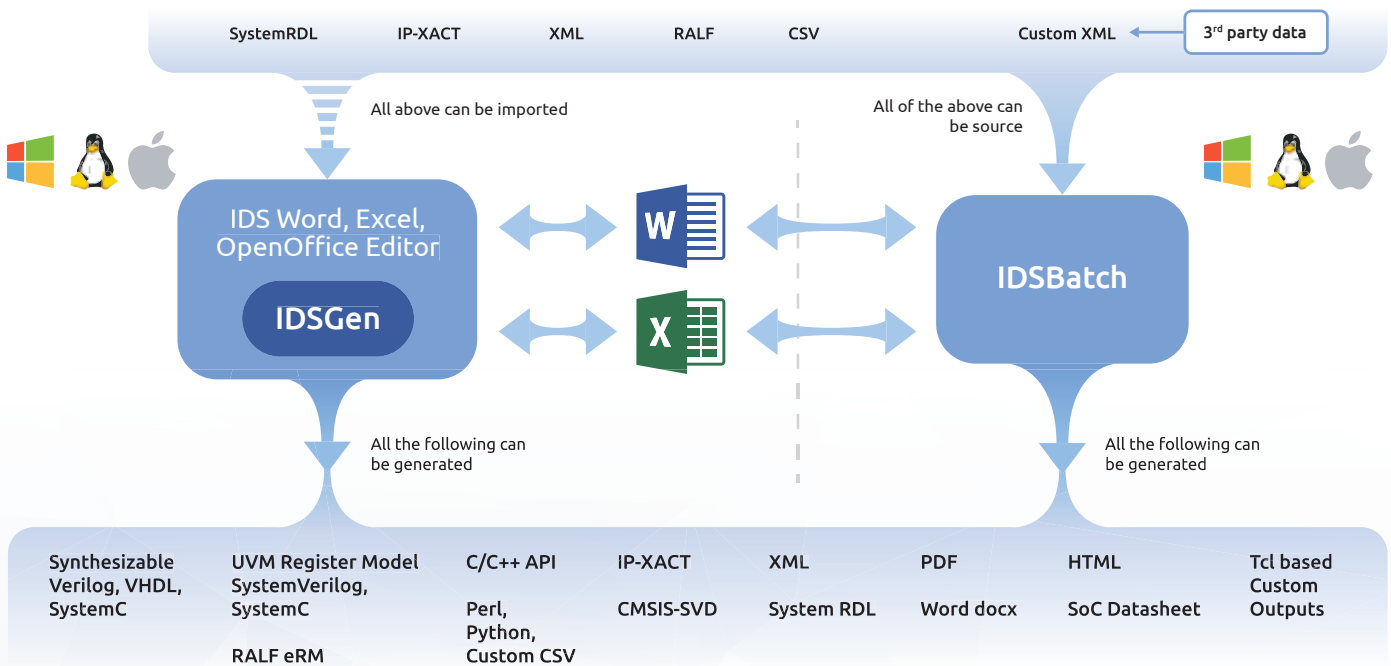 SystemRDL
IP-XACT
XML
RALF
CSV
Custom XML
3rd party data
All above can be imported
All of the above can
be source
IDS Word, Excel,
OpenOffice Editor
IDSGen
W
X
IDSBatch
All the following can
be generated
All the following can
be generated
Synthesizable
Verilog, VHDL,
SystemC
UVM Register Model
SystemVerilog,
SystemC
RALF eRM
C/C++ API
Perl,
Python,
Custom CSV
IP-XACT
CMSIS-SVD
XML
System RDL
PDF
Word docx
HTML
SoC Datasheet
Tcl based
Custom
Outputs